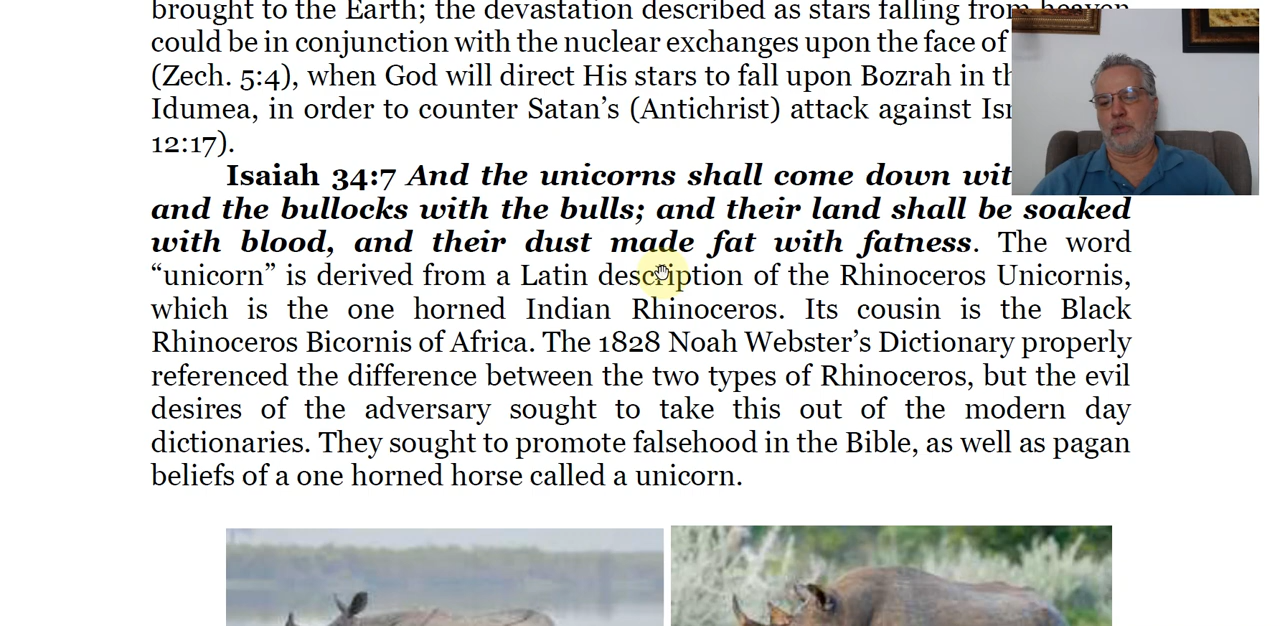 brought to the Earth; the devastation described as stars falling from heaven
could be in conjunction with the nuclear exchanges upon the face of
(Zech. 5:4), when God will direct His stars to fall upon Bozrah in
Idumea, in order to counter Satan’s (Antichrist) attack against
12:17).
Isaiah 34:7 And the unicorns shall come down
and the bullocks with the bulls; and their land shall be soaked
with blood, and their dust made fat with fatness. The word
“unicorn” is derived from a Latin description of the Rhinoceros Unicornis,
which is the one horned Indian Rhinoceros. Its cousin is the Black
Rhinoceros Bicornis of Africa. The 1828 Noah Webster’s Dictionary properly
referenced the difference between the two types of Rhinoceros, but the evil
desires of the adversary sought to take this out of the modern day
dictionaries. They sought to promote falsehood in the Bible, as well as pagan
beliefs of a one horned horse called a unicorn.